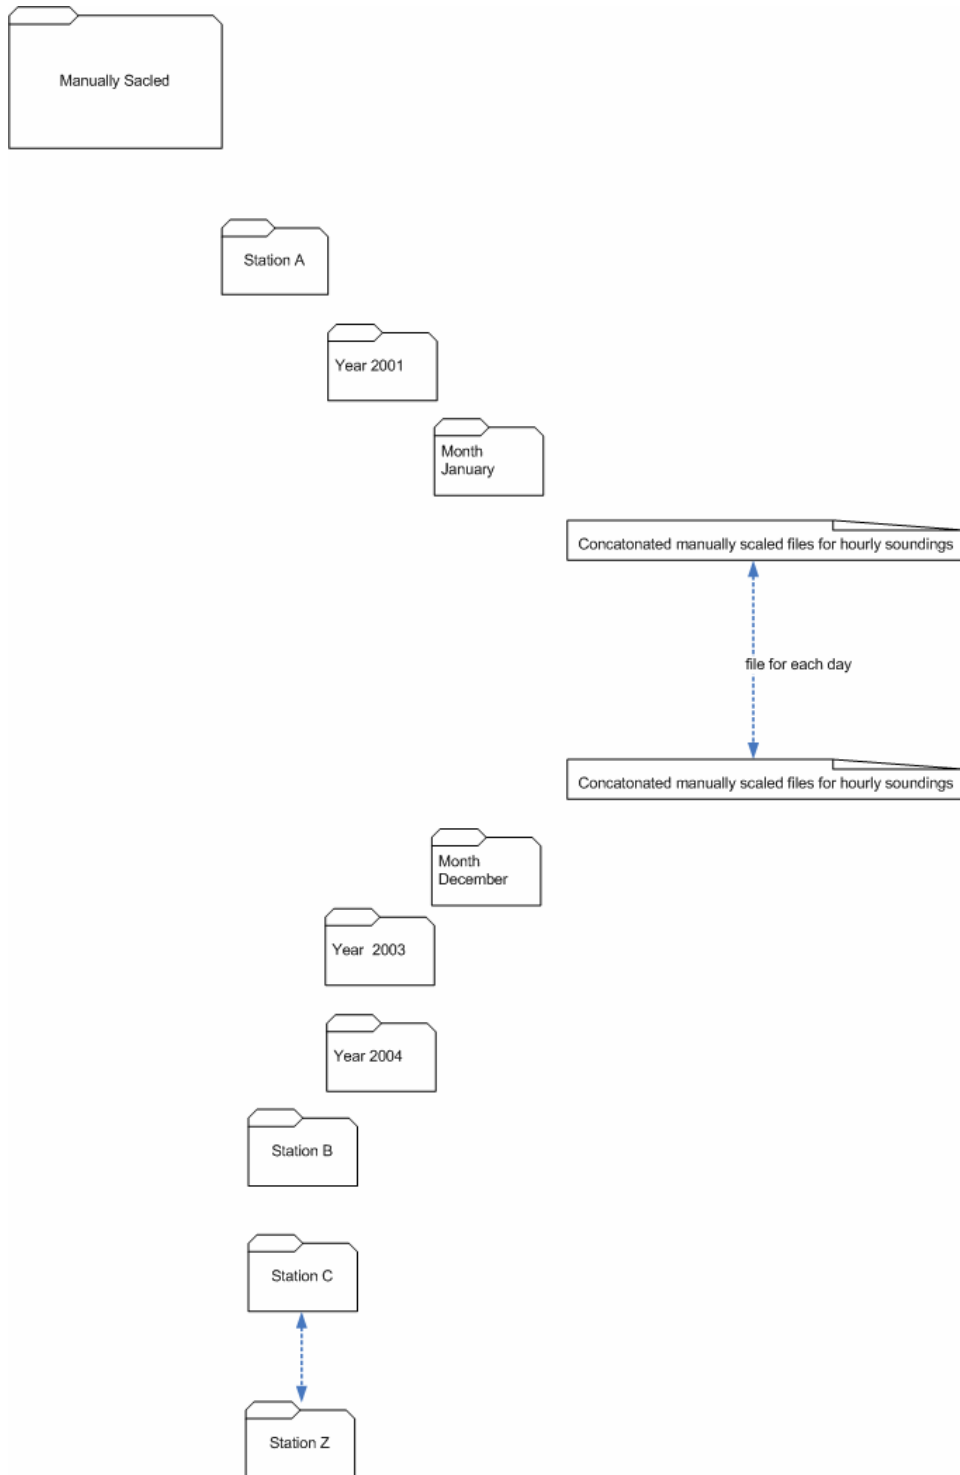 Manually Sacled
Station A
Year 2001
Month
January
Concatonated manually scaled files for hourly soundings
file for each day
Concatonated manually scaled files for hourly soundings
Month
December
Year  2003
Year 2004
Station B
Station C
Station Z